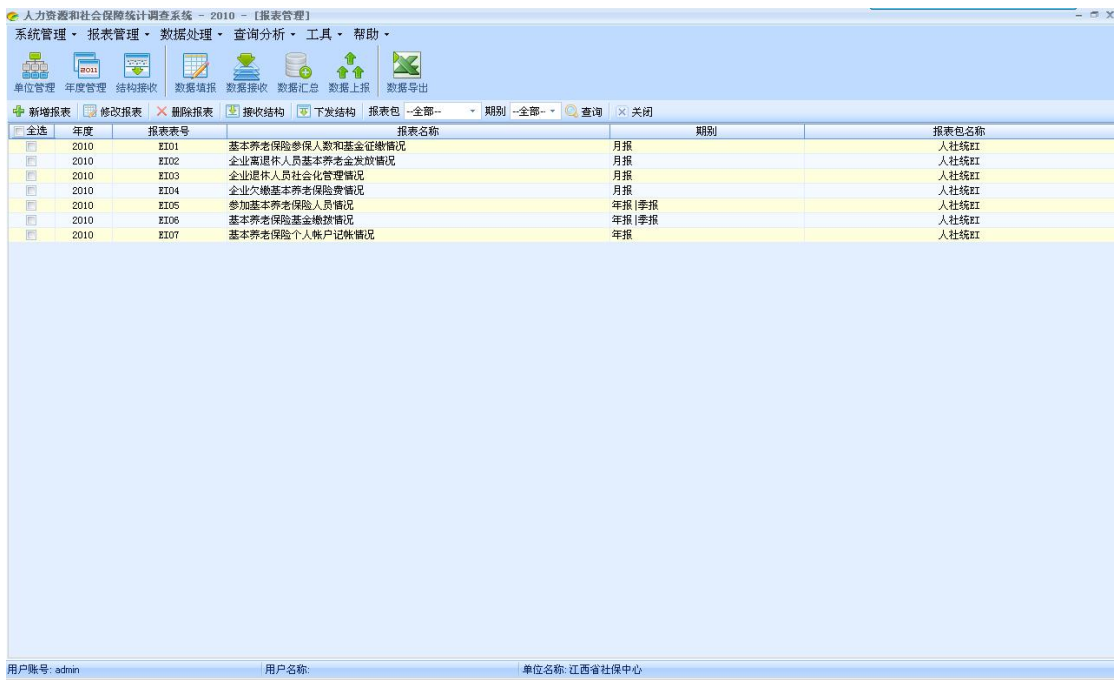 人力资源和社会保障统计调查系统 - 2010 - [报表管理]
系统管理 报表管理 数据处理 查询分析 工具 帮助
2011
单位管理 年度管理 结构接收 数据填报 数据接收 数据汇总 数据上报 数据导出
新增报表 修改报表 删除报表 接收结构 下发结构 报表包 --全部-- 期别 --全部-- 查询 关闭
全选 年度 报表表号 报表名称 期别 报表包名称
2010 EI01 基本养老保险参保人数和基金征缴情况 月报 人社统EI
2010 EI02 企业离退休人员基本养老金发放情况 月报 人社统EI
2010 EI03 企业退休人员社会化管理情况 月报 人社统EI
2010 EI04 企业欠缴基本养老保险费情况 月报 人社统EI
2010 EI05 参加基本养老保险人员情况 年报|季报 人社统EI
2010 EI06 基本养老保险基金缴拨情况 年报|季报 人社统EI
2010 EI07 基本养老保险个人帐户记帐情况 年报 人社统EI
用户账号: admin 用户名称: 单位名称: 江西省社保中心